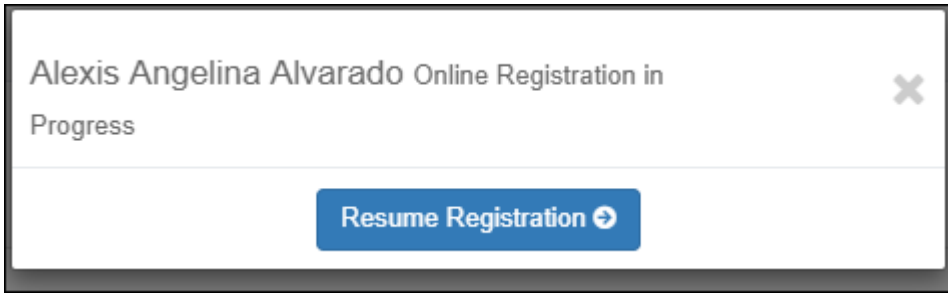 Alexis Angelina Alvarado Online Registration in
Progress
Resume Registration